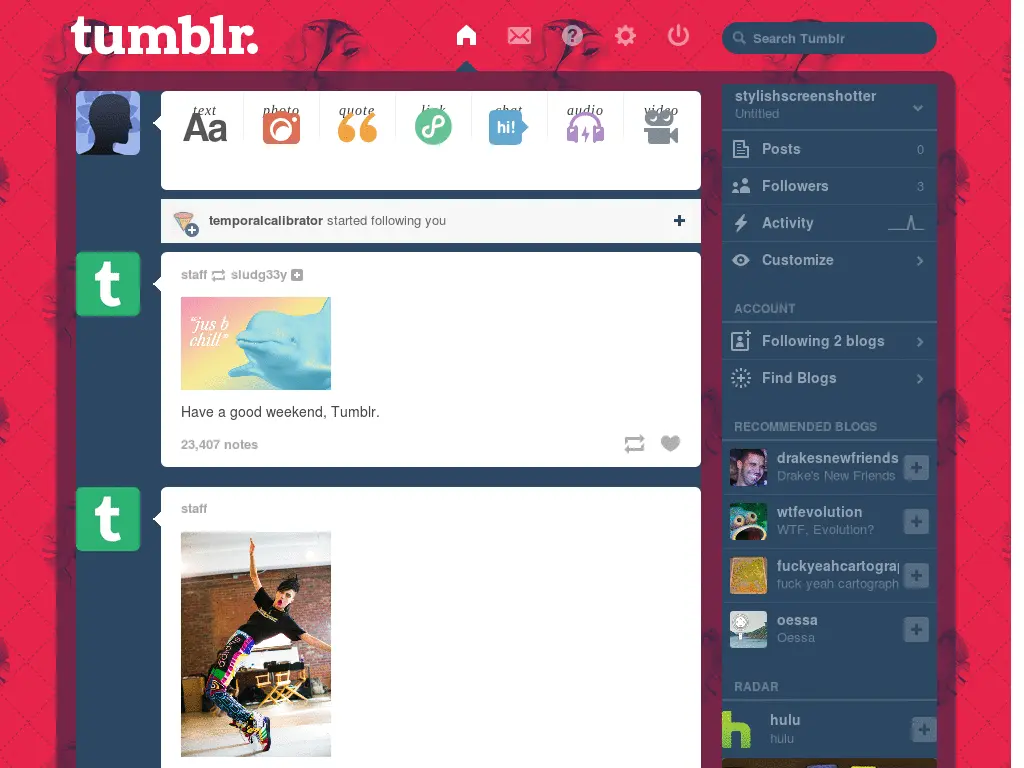 tumblr.
Search Tumblr
text photo quote link chat audio video
Aa hi!
temporalcalibrator started following you
staff sludg33y
"jus b
chill"
Have a good weekend, Tumblr.
23,407 notes
staff
stylishscreenshotter
Untitled
Posts 0
Followers 3
Activity
Customize
ACCOUNT
Following 2 blogs
Find Blogs
RECOMMENDED BLOGS
drakesnewfriends
Drake's New Friends
wtfevolution
WTF, Evolution?
fuckyeahcartogra
fuck yeah cartograph
oessa
Oessa
RADAR
hulu
hulu